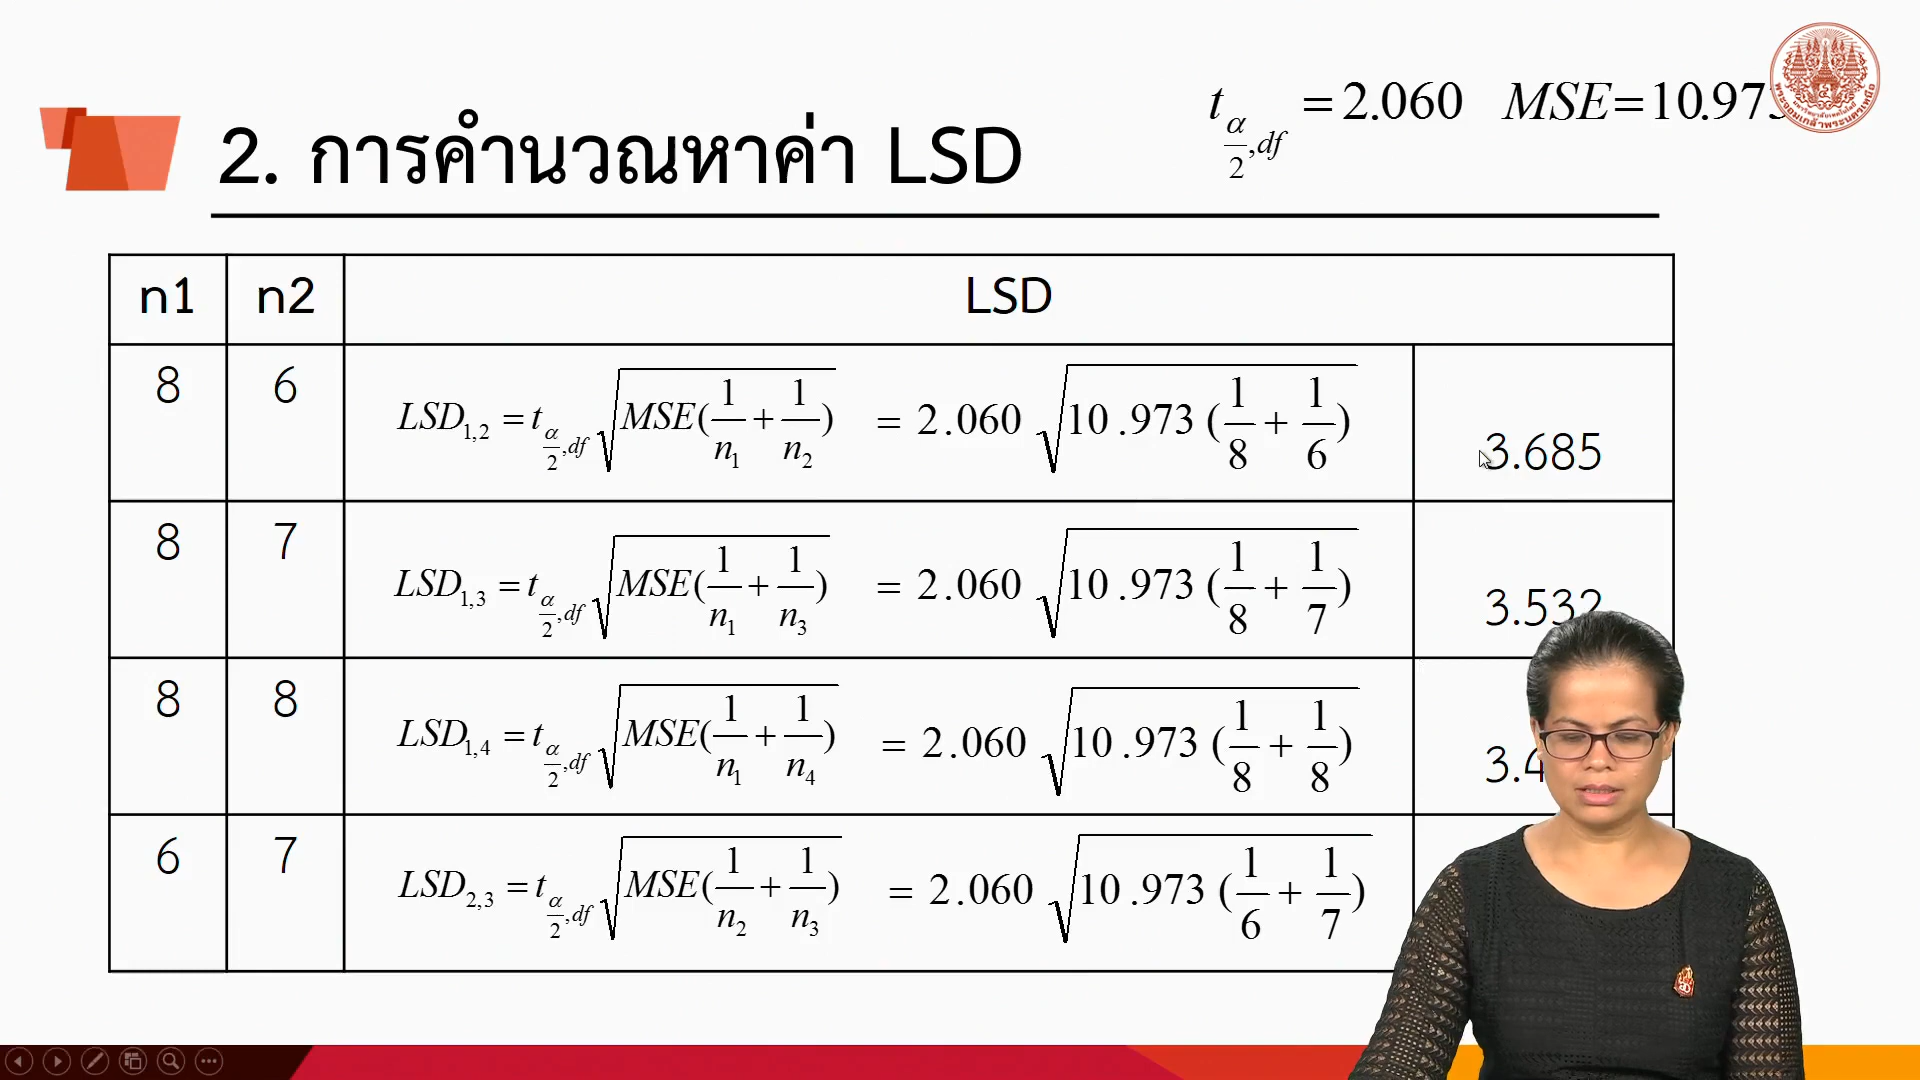 t α/2,df = 2.060 MSE=10.97
2. การคำนวณหาค่า LSD
n1 n2 LSD
8 6 LSD1,2 = t α/2,df √MSE(1/n1 + 1/n2) = 2.060 √10.973 (1/8 + 1/6) 3.685
8 7 LSD1,3 = t α/2,df √MSE(1/n1 + 1/n3) = 2.060 √10.973 (1/8 + 1/7) 3.532
8 8 LSD1,4 = t α/2,df √MSE(1/n1 + 1/n4) = 2.060 √10.973 (1/8 + 1/8) 3.4
6 7 LSD2,3 = t α/2,df √MSE(1/n2 + 1/n3) = 2.060 √10.973 (1/6 + 1/7)